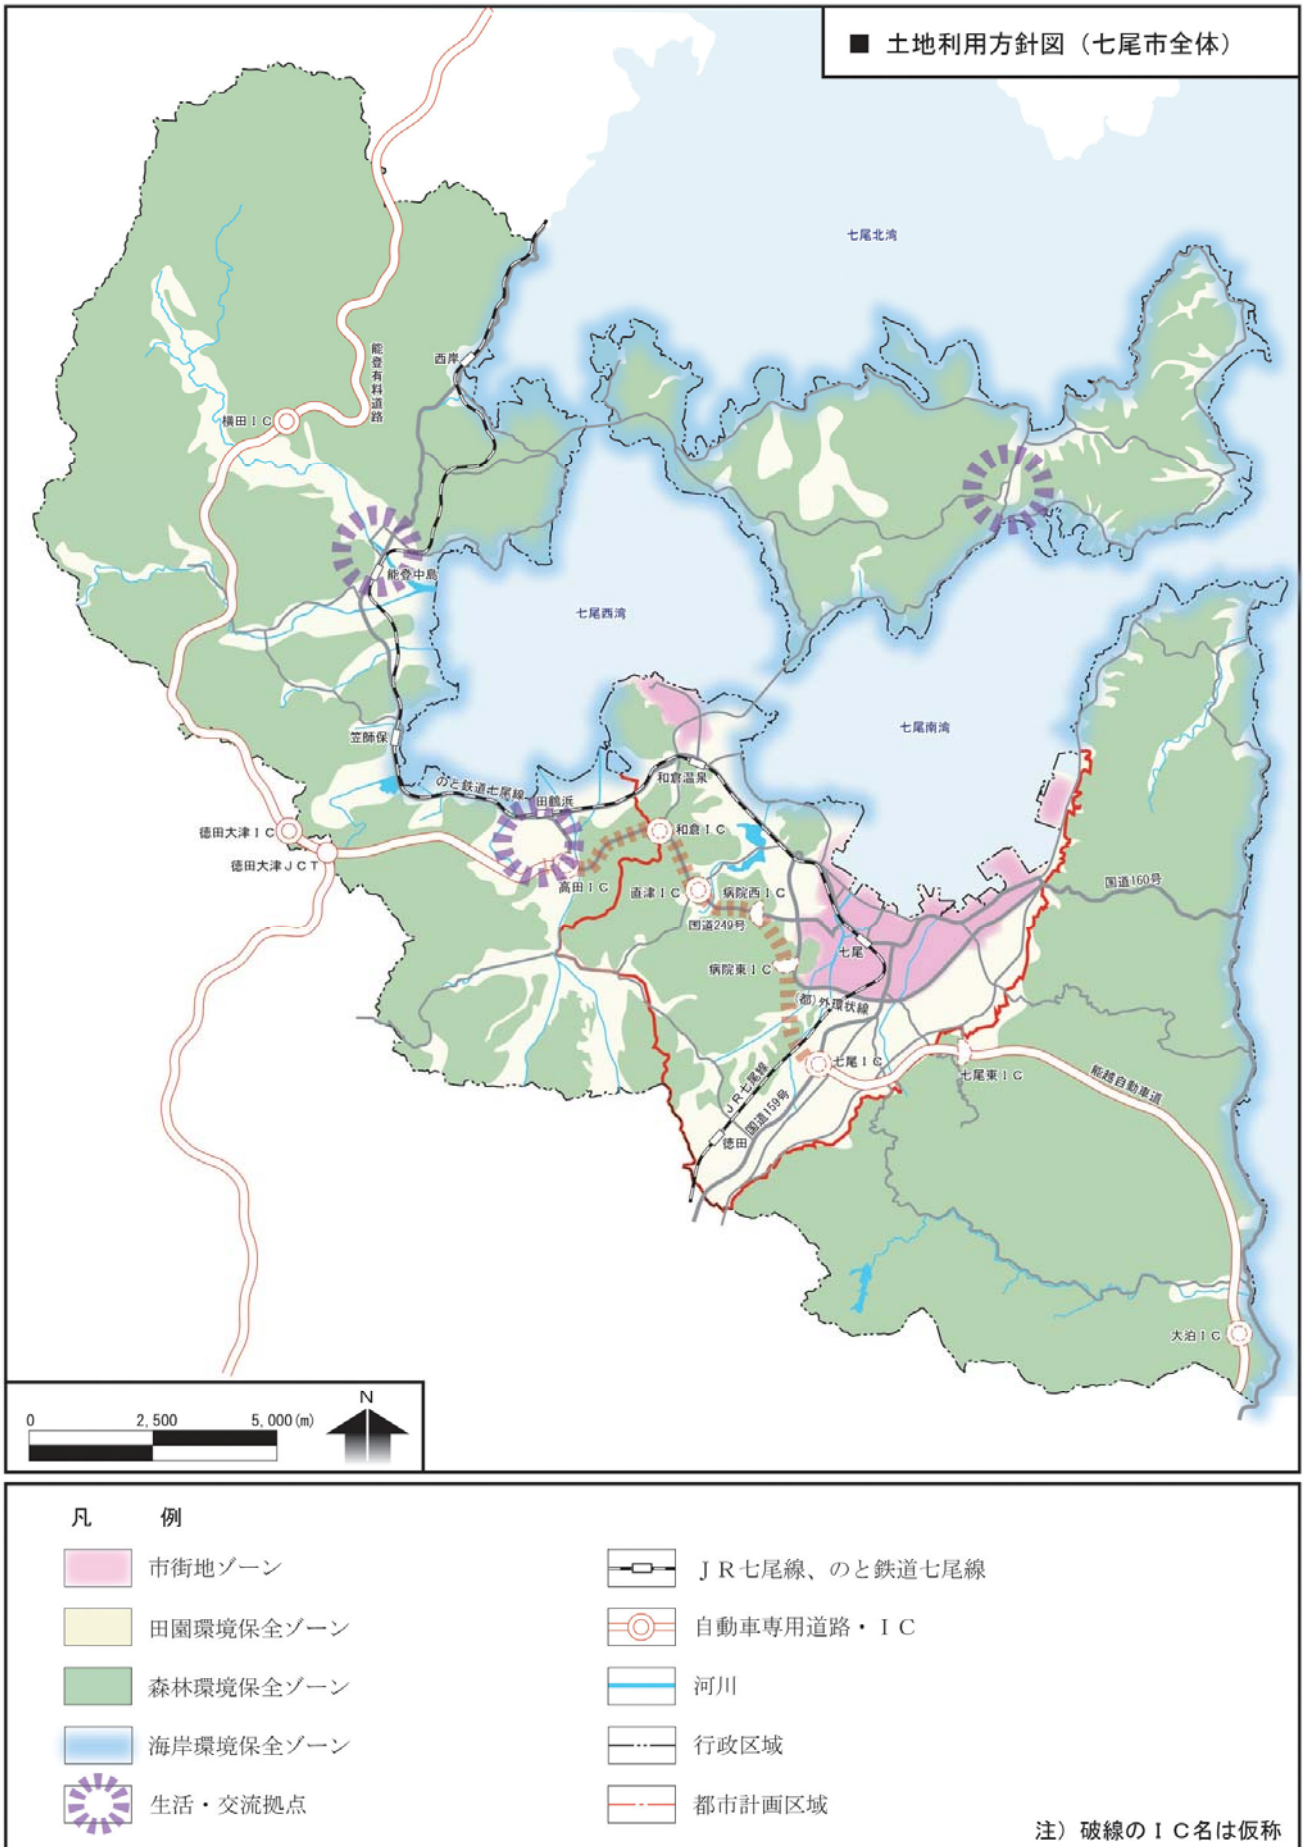 ■ 土地利用方針図（七尾市全体）
七尾北湾
西岸
能登有料道路
横田ＩＣ
能登中島
七尾西湾
七尾南湾
笠師保
のと鉄道七尾線
田鶴浜
和倉温泉
徳田大津ＩＣ
和倉ＩＣ
徳田大津ＪＣＴ
高田ＩＣ
直津ＩＣ
病院西ＩＣ
国道160号
国道249号
七尾
病院東ＩＣ
(都)外環状線
七尾ＩＣ
七尾東ＩＣ
能越自動車道
ＪＲ七尾線
国道159号
徳田
大泊ＩＣ
0 2,500 5,000(m)
N
凡 例
市街地ゾーン
田園環境保全ゾーン
森林環境保全ゾーン
海岸環境保全ゾーン
生活・交流拠点
ＪＲ七尾線、のと鉄道七尾線
自動車専用道路・ＩＣ
河川
行政区域
都市計画区域
注）破線のＩＣ名は仮称